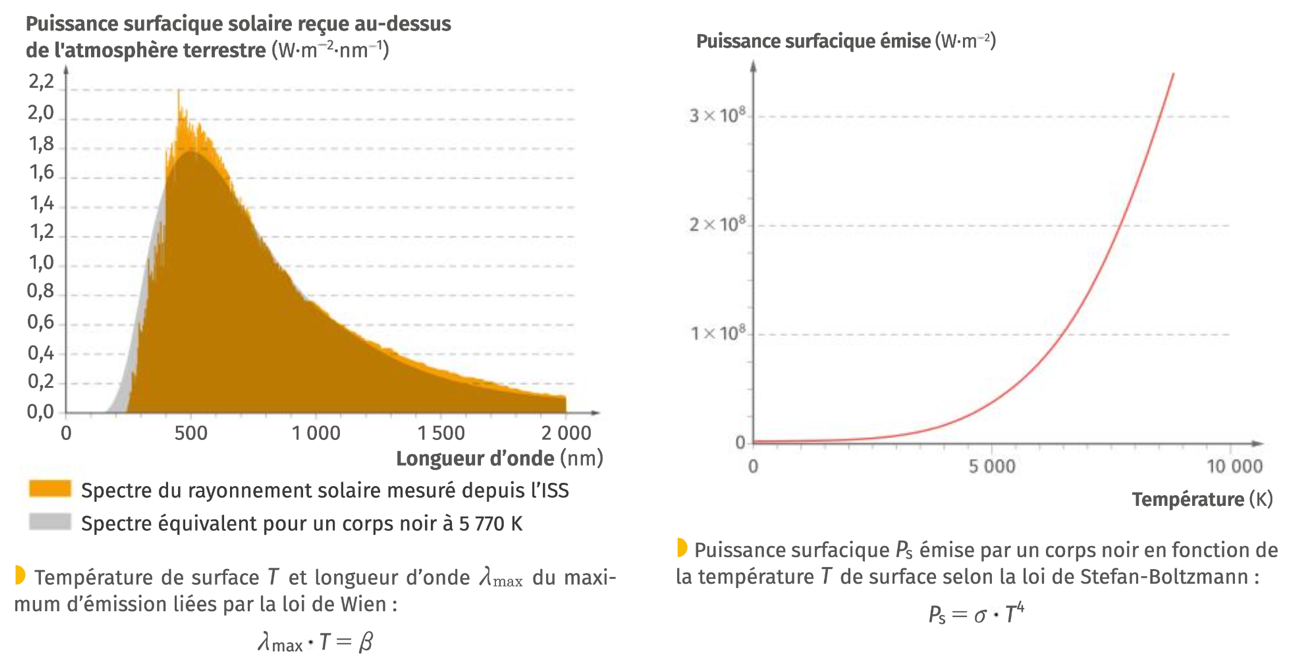 Puissance surfacique solaire reçue au-dessus
de l'atmosphère terrestre (W·m⁻²·nm⁻¹)
2,2
2,0
1,8
1,6
1,4
1,2
1,0
0,8
0,6
0,4
0,2
0,0
0
500
1 000
1 500
2 000
Longueur d'onde (nm)
Spectre du rayonnement solaire mesuré depuis l'ISS
Spectre équivalent pour un corps noir à 5 770 K
Température de surface T et longueur d'onde λmax du maxi-
mum d'émission liées par la loi de Wien :
λmax · T = β
Puissance surfacique émise (W·m⁻²)
3 × 10⁸
2 × 10⁸
1 × 10⁸
0
0
5 000
10 000
Température (K)
Puissance surfacique Ps émise par un corps noir en fonction de
la température T de surface selon la loi de Stefan-Boltzmann :
Ps = σ · T⁴